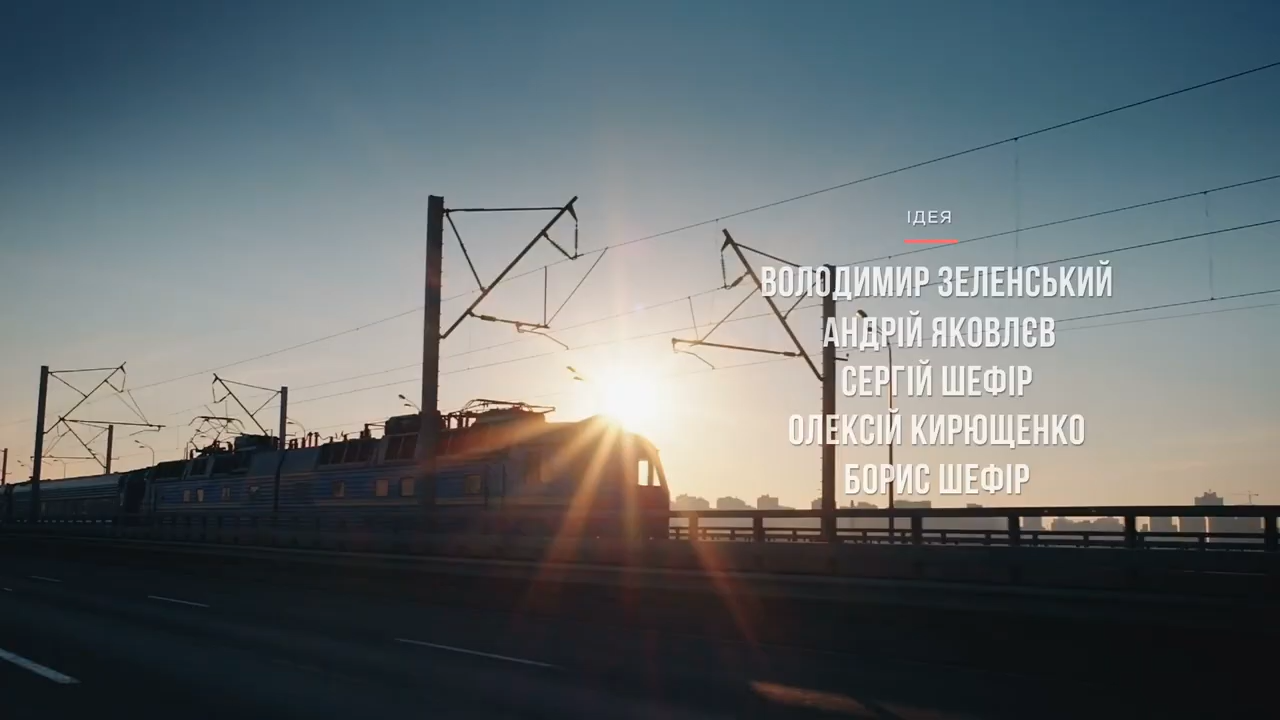 ІДЕЯ
ВОЛОДИМИР ЗЕЛЕНСЬКИЙ
АНДРІЙ ЯКОВЛЄВ
СЕРГІЙ ШЕФІР
ОЛЕКСІЙ КИРЮЩЕНКО
БОРИС ШЕФІР